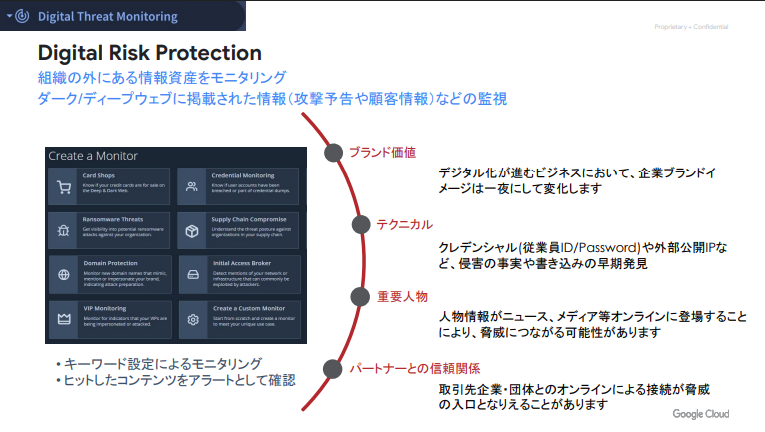 Digital Threat Monitoring
Proprietary + Confidential
Digital Risk Protection
組織の外にある情報資産をモニタリング
ダーク/ディープウェブに掲載された情報（攻撃予告や顧客情報）などの監視
Create a Monitor
Card Shops
Know if your credit cards are for sale on
the Deep & Dark Web.
Credential Monitoring
Know if user accounts have been
breached or part of credential dumps.
Ransomware Threats
Get visibility into potential ransomware
attacks against your organization.
Supply Chain Compromise
Understand the threat posture against
organizations in your supply chain.
Domain Protection
Monitor new domain names that mimic,
mention or impersonate your brand,
indicating attack preparation.
Initial Access Broker
Detect mentions of your network or
infrastructure that can commonly be
exploited by attackers.
VIP Monitoring
Monitor for indicators that your VIPs are
being impersonated or attacked.
Create a Custom Monitor
Start from scratch and create a monitor
to meet your unique use case.
• キーワード設定によるモニタリング
• ヒットしたコンテンツをアラートとして確認
ブランド価値
デジタル化が進むビジネスにおいて、企業ブランドイ
メージは一夜にして変化します
テクニカル
クレデンシャル(従業員ID/Password)や外部公開IPな
ど、侵害の事実や書き込みの早期発見
重要人物
人物情報がニュース、メディア等オンラインに登場すること
により、脅威につながる可能性があります
パートナーとの信頼関係
取引先企業・団体とのオンラインによる接続が脅威
の入口となりえることがあります
Google Cloud